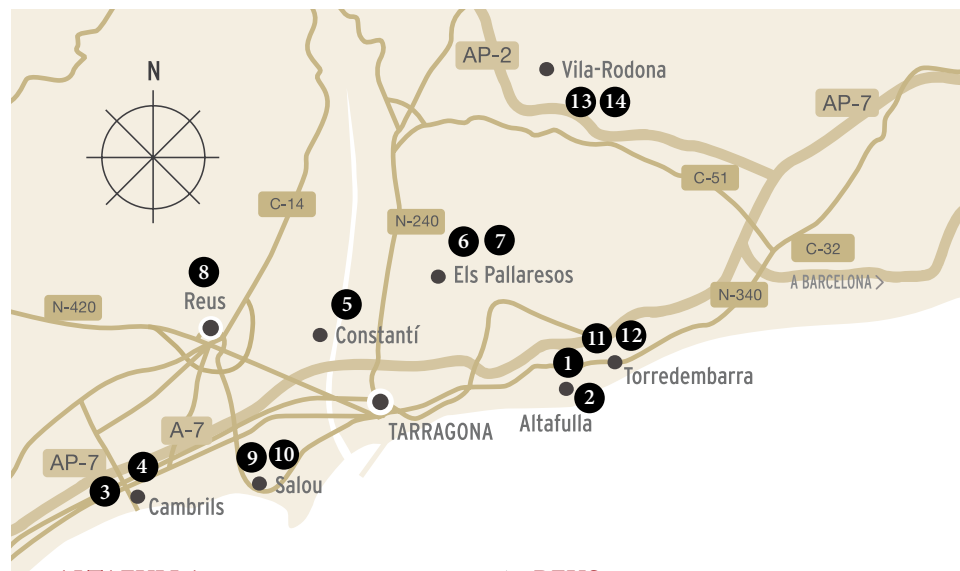 N
AP-2
Vila-Rodona
13 14
AP-7
C-51
C-14
N-240
6 7
C-32
Els Pallaresos
A BARCELONA >
N-340
8
Reus
N-420
5
Constantí
11 12
1
Torredembarra
2
Altafulla
TARRAGONA
A-7
AP-7
4
3
Cambrils
9 10
Salou